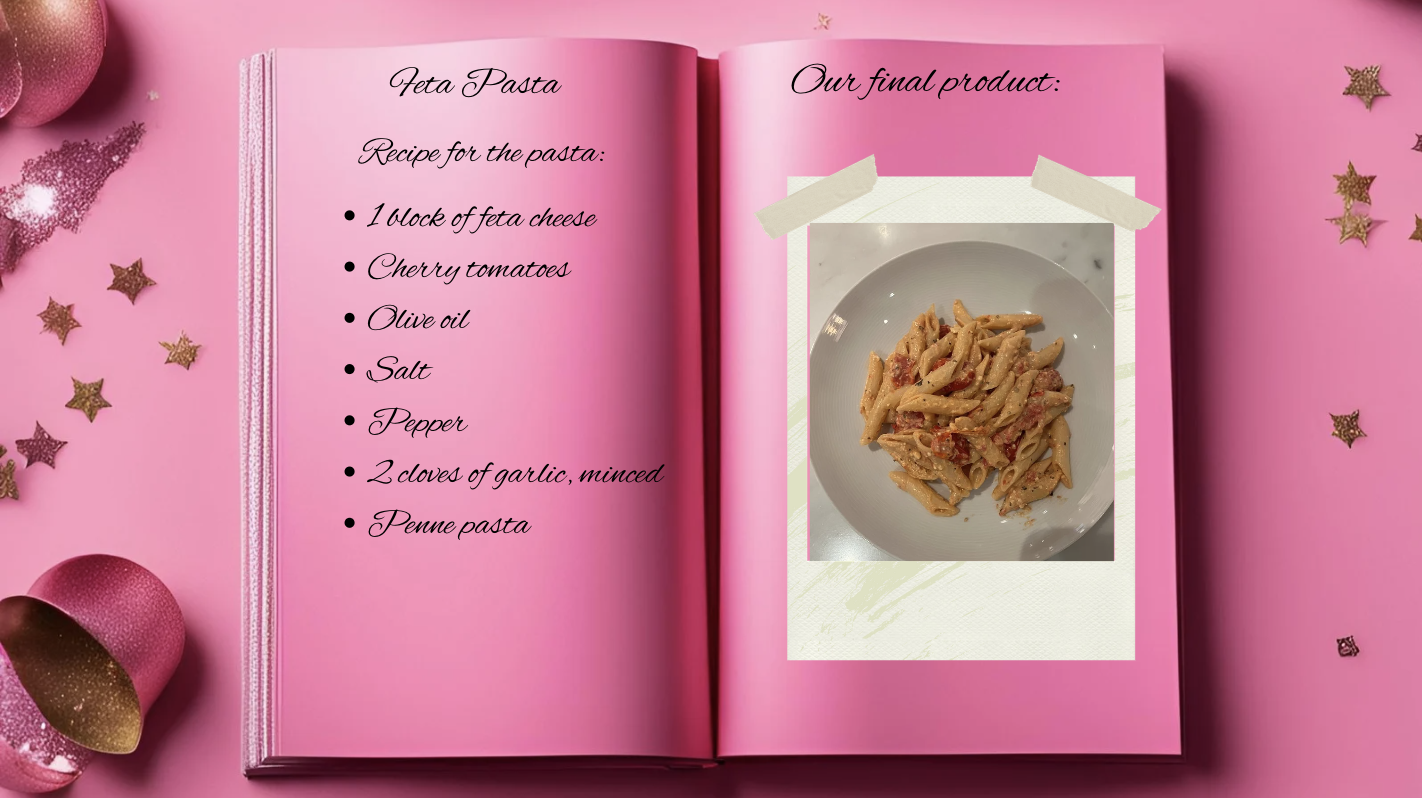 Feta Pasta
Recipe for the pasta:
• 1 block of feta cheese
• Cherry tomatoes
• Olive oil
• Salt
• Pepper
• 2 cloves of garlic, minced
• Penne pasta
Our final product: